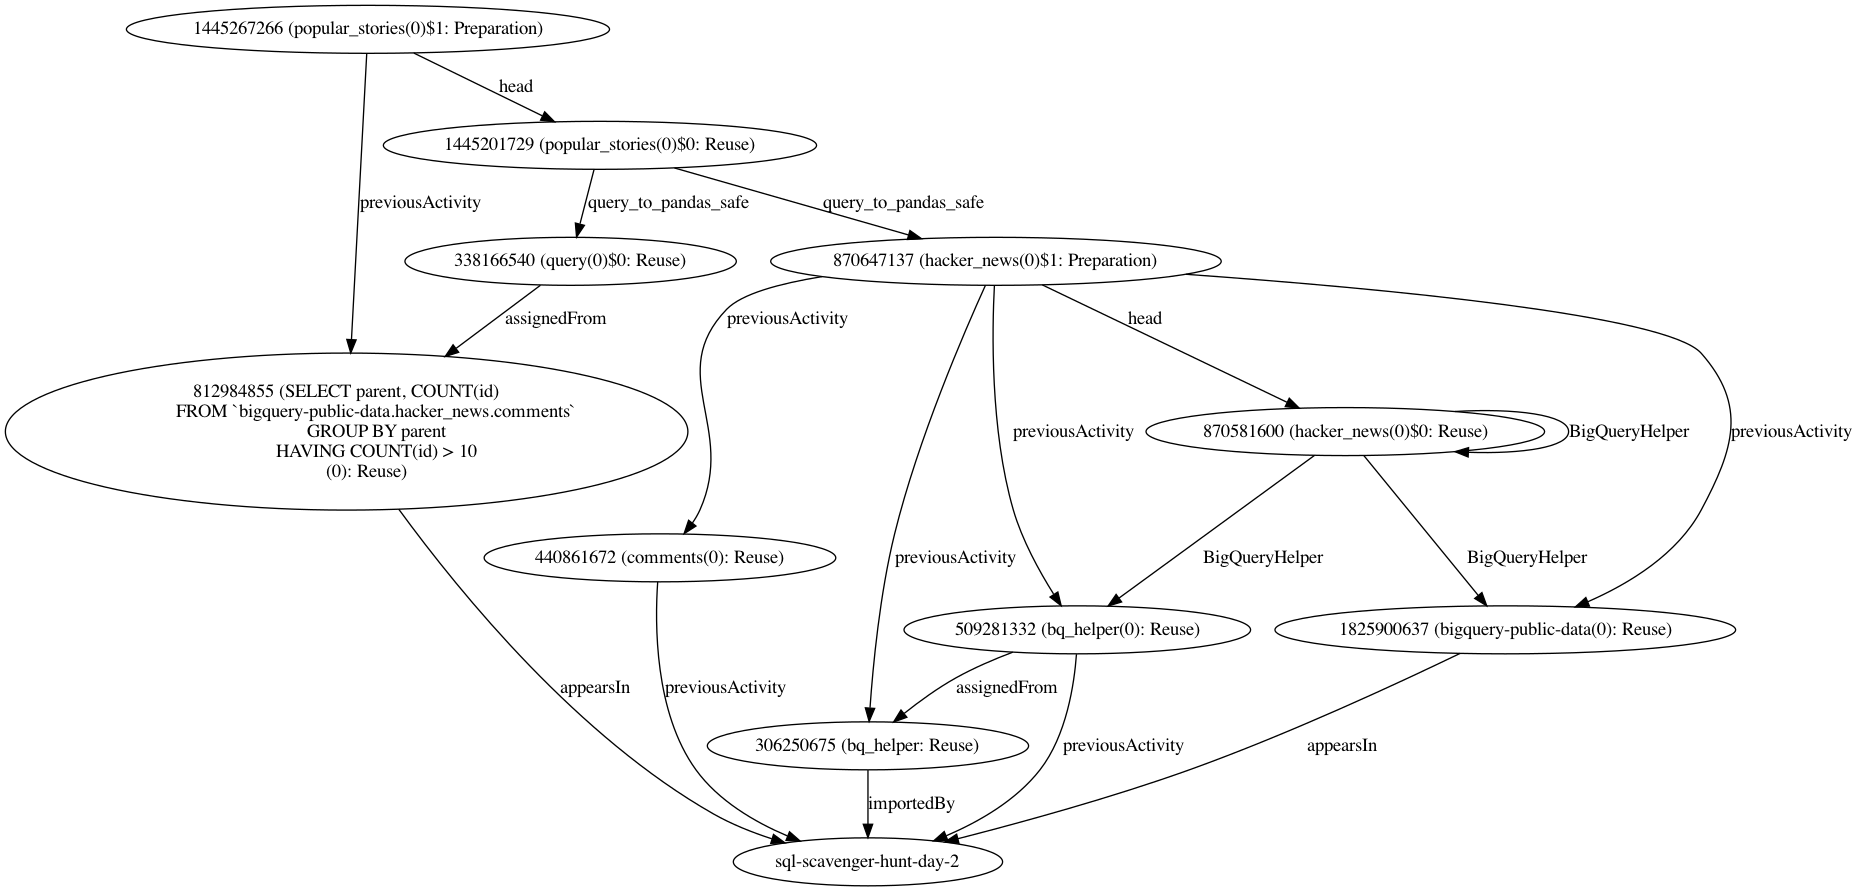 1445267266 (popular_stories(0)$1: Preparation)
head
1445201729 (popular_stories(0)$0: Reuse)
previousActivity
query_to_pandas_safe
query_to_pandas_safe
338166540 (query(0)$0: Reuse)
870647137 (hacker_news(0)$1: Preparation)
assignedFrom
previousActivity
head
812984855 (SELECT parent, COUNT(id)
FROM `bigquery-public-data.hacker_news.comments`
GROUP BY parent
HAVING COUNT(id) > 10
(0): Reuse)
previousActivity
870581600 (hacker_news(0)$0: Reuse)
BigQueryHelper
previousActivity
440861672 (comments(0): Reuse)
previousActivity
BigQueryHelper
BigQueryHelper
509281332 (bq_helper(0): Reuse)
1825900637 (bigquery-public-data(0): Reuse)
appearsIn
previousActivity
assignedFrom
306250675 (bq_helper: Reuse)
previousActivity
appearsIn
importedBy
sql-scavenger-hunt-day-2